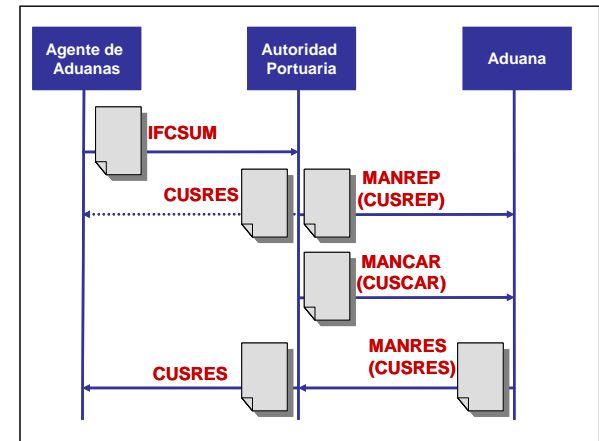 Agente de
Aduanas
Autoridad
Portuaria
Aduana
IFCSUM
CUSRES
MANREP
(CUSREP)
MANCAR
(CUSCAR)
MANRES
(CUSRES)
CUSRES